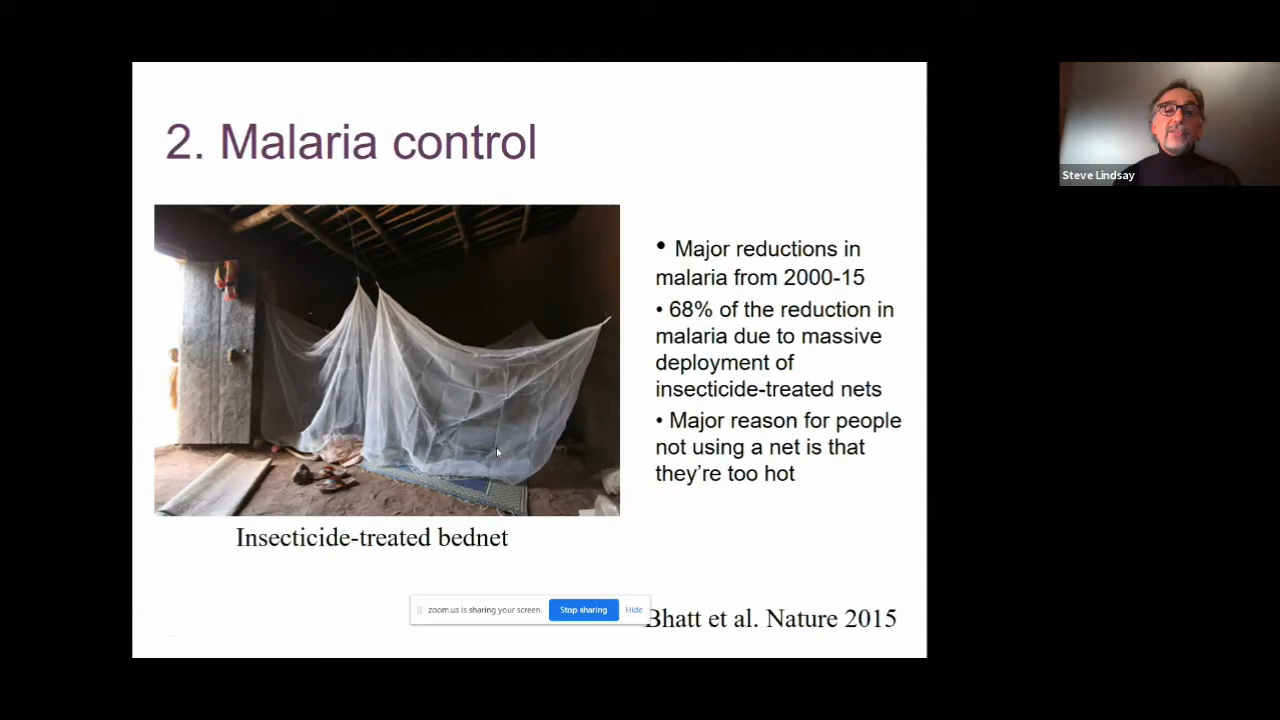 2. Malaria control
Steve Lindsay
• Major reductions in
malaria from 2000-15
• 68% of the reduction in
malaria due to massive
deployment of
insecticide-treated nets
• Major reason for people
not using a net is that
they're too hot
Insecticide-treated bednet
zoom.us is sharing your screen.
Stop sharing
Hide
Bhatt et al. Nature 2015